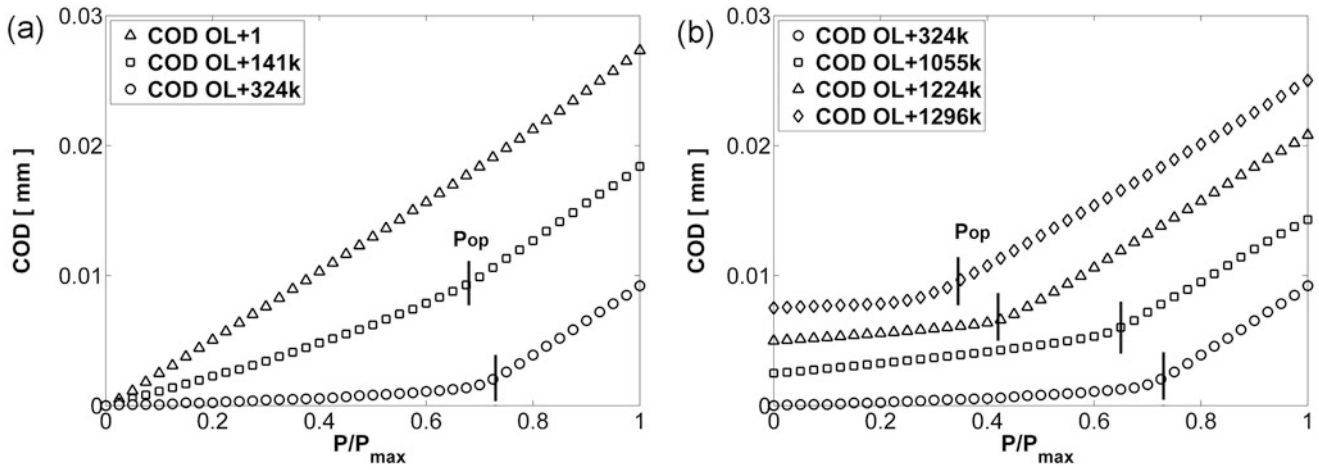 (a)
0.03
0.02
0.01
0
COD [ mm ]
△ COD OL+1
□ COD OL+141k
○ COD OL+324k
Pop
0 0.2 0.4 0.6 0.8 1
P/Pmax
(b)
0.03
0.02
0.01
0
COD [ mm ]
○ COD OL+324k
□ COD OL+1055k
△ COD OL+1224k
◇ COD OL+1296k
Pop
0 0.2 0.4 0.6 0.8 1
P/Pmax